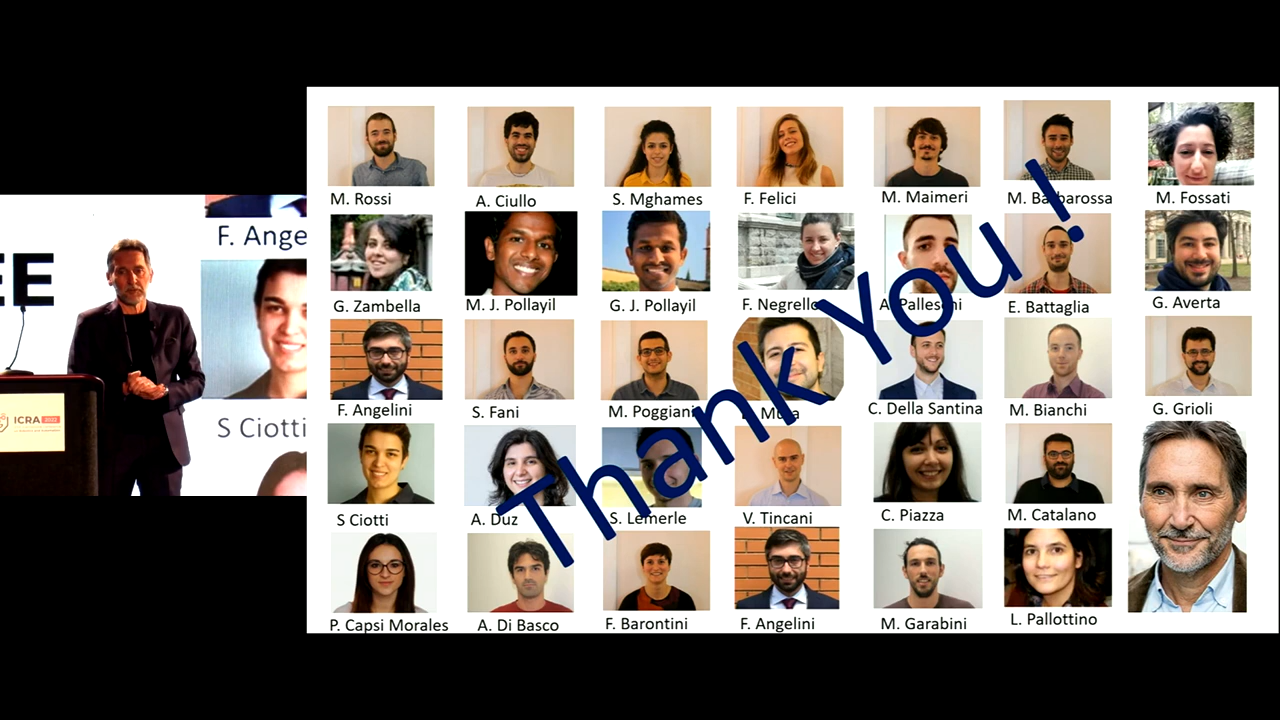 EE
F. Ange
S Ciotti
ICRA 2022
M. Rossi
A. Ciullo
S. Mghames
F. Felici
M. Maimeri
M. Barbarossa
M. Fossati
G. Zambella
M. J. Pollayil
G. J. Pollayil
F. Negrello
A. Palleschi
E. Battaglia
G. Averta
F. Angelini
S. Fani
M. Poggiani
C. Della Santina
M. Bianchi
G. Grioli
S Ciotti
A. Duz
S. Lemerle
V. Tincani
C. Piazza
M. Catalano
P. Capsi Morales
A. Di Basco
F. Barontini
F. Angelini
M. Garabini
L. Pallottino
Thank You !